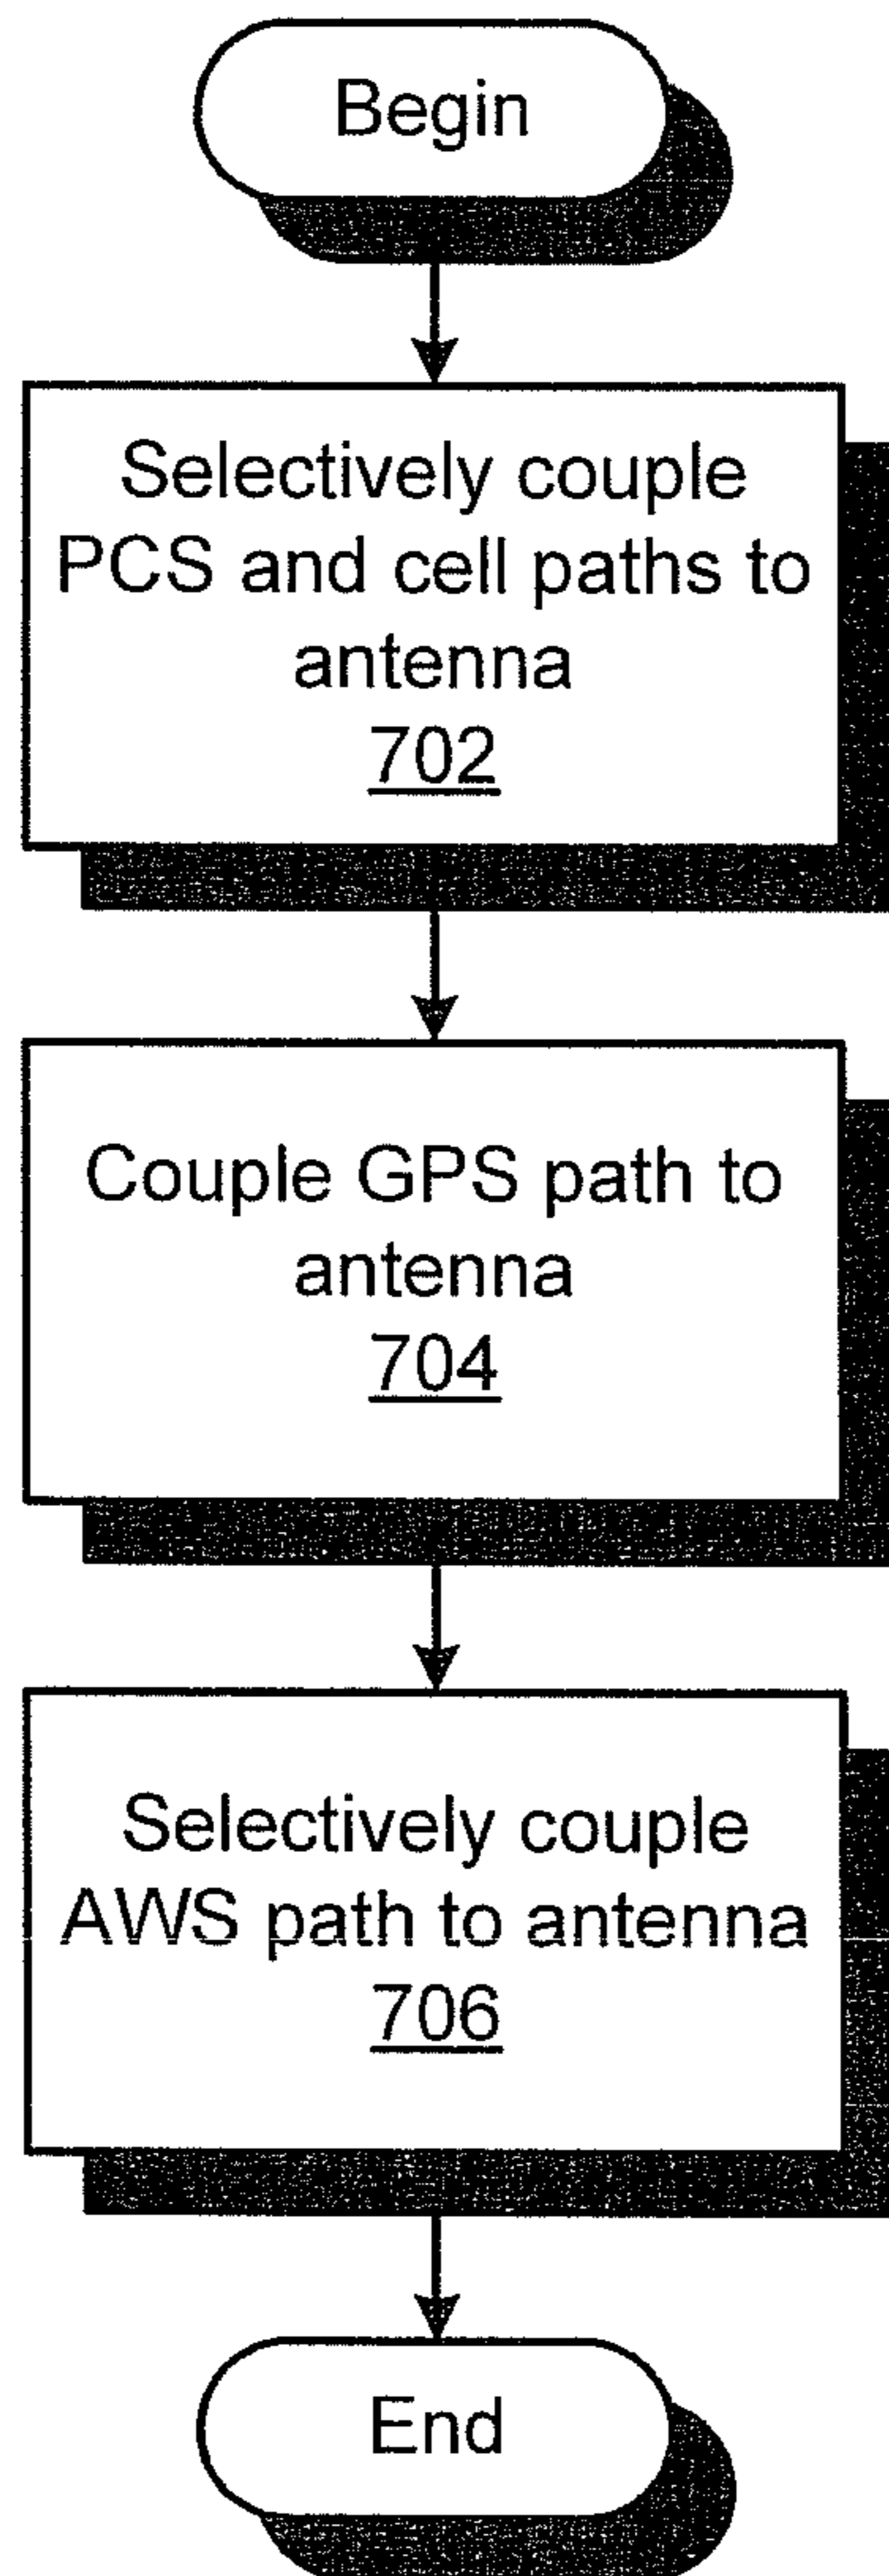 Begin
Selectively couple
PCS and cell paths to
antenna
702
Couple GPS path to
antenna
704
Selectively couple
AWS path to antenna
706
End